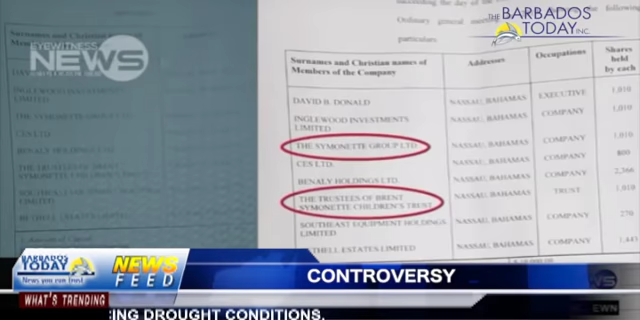 THE BARBADOS
TODAY INC.
EYEWITNESS
NEWS
Ordinary general
particulars
Surnames and Christian names of
Members of the Company
Addresses
Occupations
Shares
held
by each
DAVID B. DONALD
NASSAU, BAHAMAS
EXECUTIVE
1,010
INGLEWOOD INVESTMENTS
LIMITED
NASSAU, BAHAMAS
COMPANY
1,010
THE SYMONETTE GROUP LTD
NASSAU, BAHAMAS
COMPANY
1,010
CES LTD.
NASSAU, BAHAMAS
COMPANY
800
BENALY HOLDINGS LTD.
NASSAU, BAHAMAS
COMPANY
2,366
THE TRUSTEES OF BRENT
SYMONETTE CHILDREN'S TRUST
NASSAU, BAHAMAS
TRUST
1,010
SOUTHEAST EQUIPMENT HOLDINGS
LIMITED
NASSAU, BAHAMAS
COMPANY
270
BETHELL ESTATES LIMITED
NASSAU, BAHAMAS
COMPANY
1,443
BARBADOS
TODAY
News you can trust
NEWS
FEED
CONTROVERSY
WHAT'S TRENDING
CING DROUGHT CONDITIONS.
NEWS
EWN